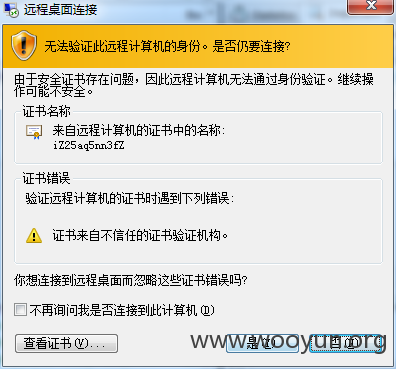 远程桌面连接
无法验证此远程计算机的身份。是否仍要连接?
由于安全证书存在问题，因此远程计算机无法通过身份验证。继续操
作可能不安全。
证书名称
来自远程计算机的证书中的名称:
iZ25aq5nn3fZ
证书错误
验证远程计算机的证书时遇到下列错误:
证书来自不信任的证书验证机构。
你想连接到远程桌面而忽略这些证书错误吗?
不再询问我是否连接到此计算机(D)
查看证书(V)...
是(Y)
www.wooyun.org